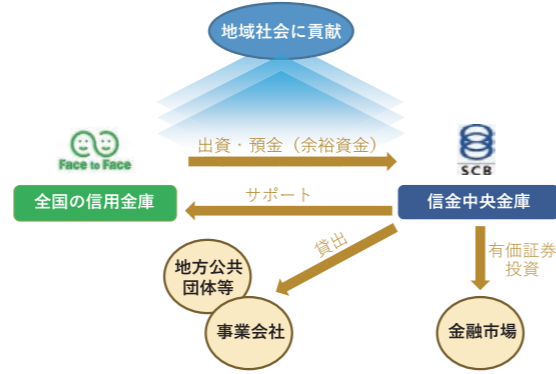 地域社会に貢献
Face to Face
出資・預金（余裕資金）
SCB
全国の信用金庫
サポート
信金中央金庫
貸出
有価証券
投資
地方公共
団体等
事業会社
金融市場